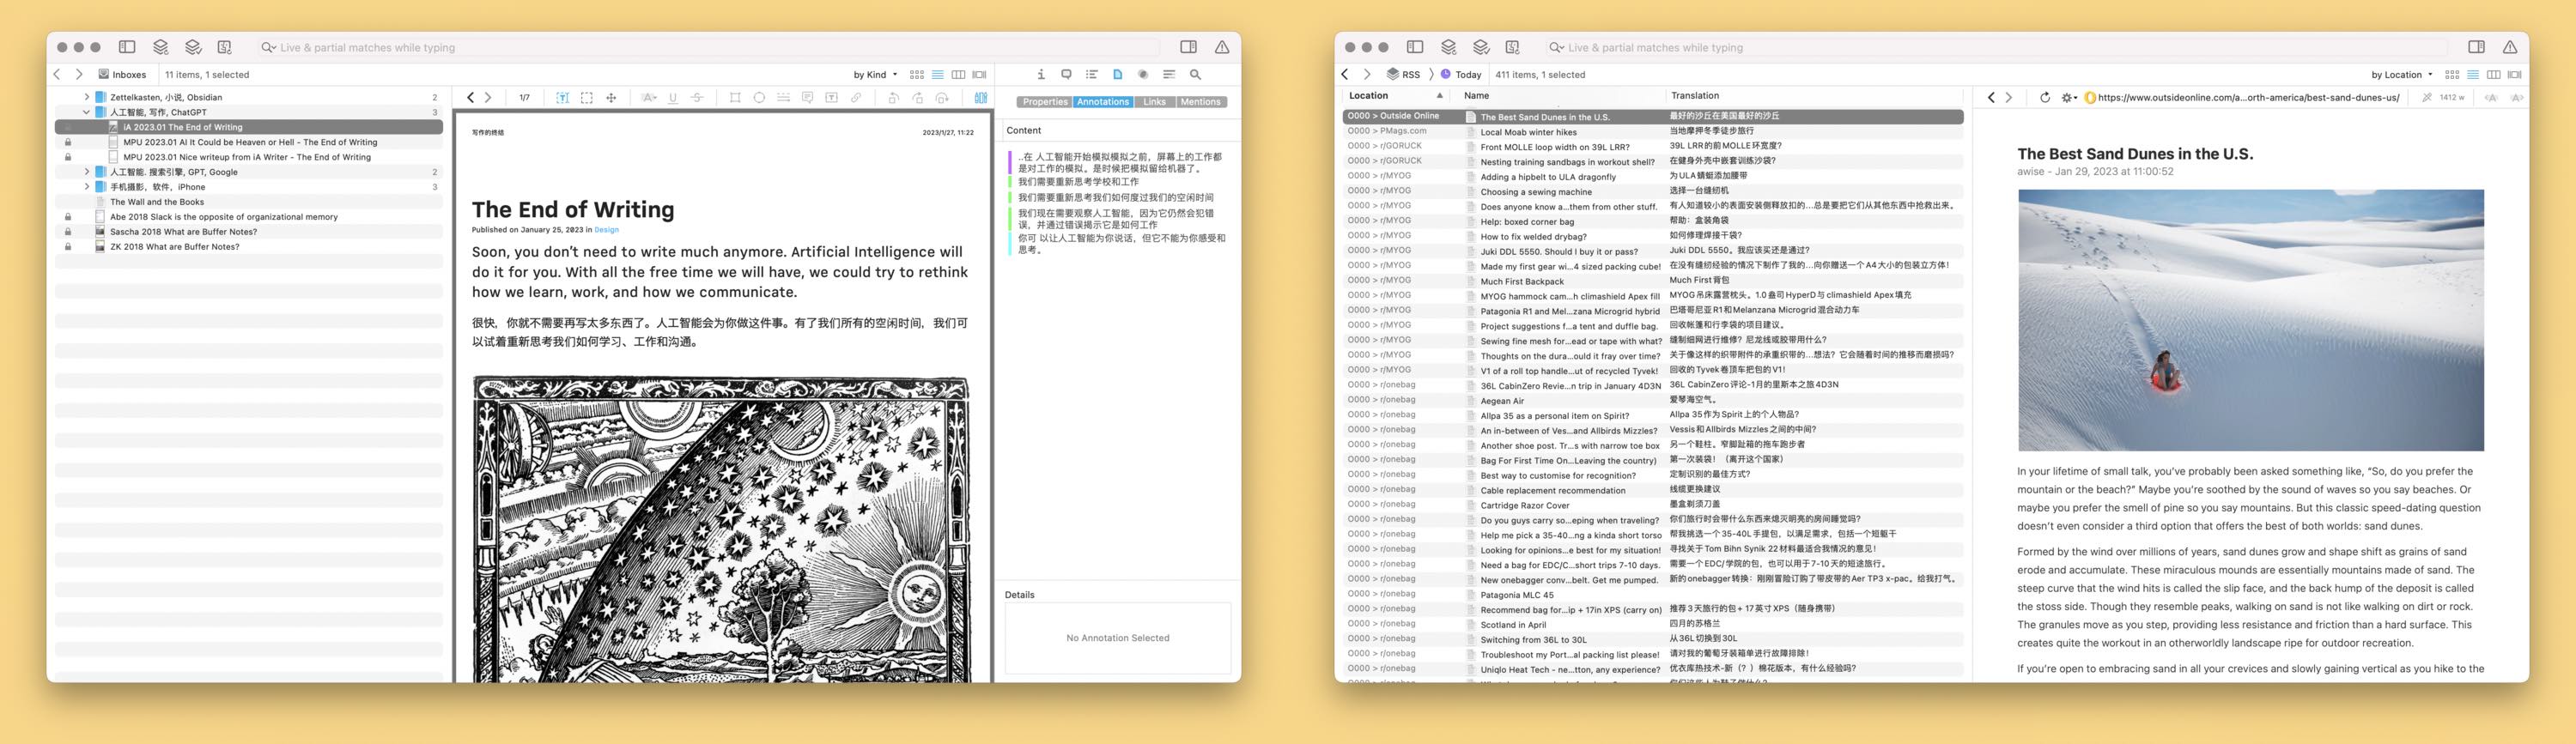 Live & partial matches while typing
Inboxes
11 items, 1 selected
by Kind
Zettelkasten, 小说, Obsidian
2
人工智能, 写作, ChatGPT
3
iA 2023.01 The End of Writing
MPU 2023.01 AI It Could be Heaven or Hell - The End of Writing
MPU 2023.01 Nice writeup from iA Writer - The End of Writing
人工智能. 搜索引擎, GPT, Google
2
手机摄影，软件，iPhone
3
The Wall and the Books
Abe 2018 Slack is the opposite of organizational memory
Sascha 2018 What are Buffer Notes?
ZK 2018 What are Buffer Notes?
1/7
写作的终结
2023/1/27, 11:22
The End of Writing
Published on January 25, 2023 in Design
Soon, you don't need to write much anymore. Artificial Intelligence will
do it for you. With all the free time we will have, we could try to rethink
how we learn, work, and how we communicate.
很快，你就不需要再写太多东西了。人工智能会为你做这件事。有了我们所有的空闲时间，我们可
以试着重新思考我们如何学习、工作和沟通。
Properties Annotations Links Mentions
Content
..在 人工智能开始模拟模拟之前，屏幕上的工作都
是对工作的模拟。是时候把模拟留给机器了。
我们需要重新思考学校和工作
我们需要重新思考我们如何度过我们的空闲时间
我们现在需要观察人工智能，因为它仍然会犯错
误，并通过错误揭示它是如何工作
你可 以让人工智能为你说话，但它不能为你感受和
思考。
Details
No Annotation Selected
Live & partial matches while typing
RSS
Today
411 items, 1 selected
by Location
Location Name Translation
0000 > Outside Online The Best Sand Dunes in the U.S. 最好的沙丘在美国最好的沙丘
0000 > PMags.com Local Moab winter hikes 当地摩押冬季徒步旅行
0000 > r/GORUCK Front MOLLE loop width on 39L LRR? 39L LRR的前MOLLE环宽度?
0000 > r/GORUCK Nesting training sandbags in workout shell? 在健身外壳中嵌套训练沙袋?
0000 > r/MYOG Adding a hipbelt to ULA dragonfly 为ULA蜻蜓添加腰带
0000 > r/MYOG Choosing a sewing machine 选择一台缝纫机
0000 > r/MYOG Does anyone know a...them from other stuff. 有人知道较小的表面安装侧释放扣的...总是要把它们从其他东西中抢救出来。
0000 > r/MYOG Help: boxed corner bag 帮助：盒装角袋
0000 > r/MYOG How to fix welded drybag? 如何修理焊接干袋?
0000 > r/MYOG Juki DDL 5550. Should I buy it or pass? Juki DDL 5550。我应该买还是通过?
0000 > r/MYOG Made my first gear wi...4 sized packing cube! 在没有缝纫经验的情况下制作了我的...向你赠送一个A4大小的包装立方体!
0000 > r/MYOG Much First Backpack Much First背包
0000 > r/MYOG MYOG hammock cam...h climashield Apex fill MYOG吊床露营枕头。1.0盎司HyperD与climashield Apex填充
0000 > r/MYOG Patagonia R1 and Mel...zana Microgrid hybrid 巴塔哥尼亚R1和Melanzana Microgrid混合动力车
0000 > r/MYOG Project suggestions f...a tent and duffle bag. 回收帐篷和行李袋的项目建议。
0000 > r/MYOG Sewing fine mesh for...ead or tape with what? 缝制细网进行维修? 尼龙线或胶带用什么?
0000 > r/MYOG Thoughts on the dura...ould it fray over time? 关于像这样的织带附件的承重织带的...想法? 它会随着时间的推移而磨损吗?
0000 > r/MYOG V1 of a roll top handle...ut of recycled Tyvek! 回收的Tyvek卷顶车把包的V1!
0000 > r/onebag 36L CabinZero Revie...n trip in January 4D3N 36L CabinZero评论-1月的里斯本之旅4D3N
0000 > r/onebag Aegean Air 爱琴海空气。
0000 > r/onebag Allpa 35 as a personal item on Spirit? Allpa 35作为Spirit上的个人物品?
0000 > r/onebag An in-between of Ves...and Allbirds Mizzles? Vessis和Allbirds Mizzles之间的中间?
0000 > r/onebag Another shoe post. Tr...s with narrow toe box 另一个鞋柱。窄脚趾箱的拖车跑步者
0000 > r/onebag Bag For First Time On...Leaving the country) 第一次装袋! （离开这个国家）
0000 > r/onebag Best way to customise for recognition? 定制识别的最佳方式?
0000 > r/onebag Cable replacement recommendation 线缆更换建议
0000 > r/onebag Cartridge Razor Cover 墨盒剃须刀盖
0000 > r/onebag Do you guys carry so...eping when traveling? 你们旅行时会带什么东西来熄灭明亮的房间睡觉吗?
0000 > r/onebag Help me pick a 35-40...ng a kinda short torso 帮我挑选一个35-40L手提包，以满足需求，包括一个短躯干
0000 > r/onebag Looking for opinions...e best for my situation! 寻找关于Tom Bihn Synik 22材料最适合我情况的意见!
0000 > r/onebag Need a bag for EDC/C...short trips 7-10 days. 需要一个EDC/学院的包，也可以用于7-10天的短途旅行。
0000 > r/onebag New onebagger conv...belt. Get me pumped. 新的onebagger转换：刚刚冒险订购了带皮带的Aer TP3 x-pac。给我打气。
0000 > r/onebag Patagonia MLC 45
0000 > r/onebag Recommend bag for...ip + 17in XPS (carry on) 推荐3天旅行的包+17英寸XPS（随身携带）
0000 > r/onebag Scotland in April 四月的苏格兰
0000 > r/onebag Switching from 36L to 30L 从36L切换到30L
0000 > r/onebag Troubleshoot my Port...al packing list please! 请对我的葡萄牙装箱单进行故障排除!
0000 > r/onebag Uniqlo Heat Tech - ne...tton, any experience? 优衣库热技术-新（? ）棉花版本，有什么经验吗?
https://www.outsideonline.com/a...orth-america/best-sand-dunes-us/
1412 w
The Best Sand Dunes in the U.S.
awise - Jan 29, 2023 at 11:00:52
In your lifetime of small talk, you've probably been asked something like, "So, do you prefer the
mountain or the beach?" Maybe you're soothed by the sound of waves so you say beaches. Or
maybe you prefer the smell of pine so you say mountains. But this classic speed-dating question
doesn't even consider a third option that offers the best of both worlds: sand dunes.
Formed by the wind over millions of years, sand dunes grow and shape shift as grains of sand
erode and accumulate. These miraculous mounds are essentially mountains made of sand. The
steep curve that the wind hits is called the slip face, and the back hump of the deposit is called
the stoss side. Though they resemble peaks, walking on sand is not like walking on dirt or rock.
The granules move as you step, providing less resistance and friction than a hard surface. This
creates quite the workout in an otherworldly landscape ripe for outdoor recreation.
If you're open to embracing sand in all your crevices and slowly gaining vertical as you hike to the